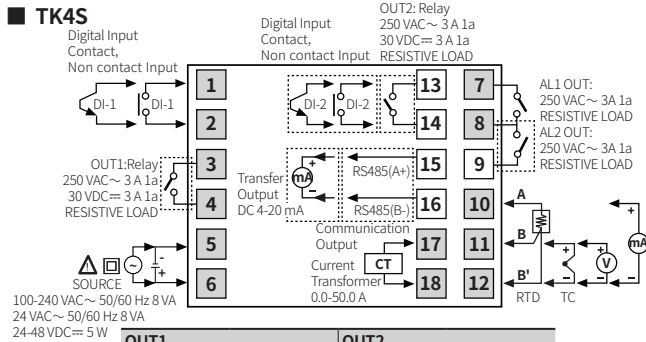 ■ TK4S
Digital Input
Contact,
Non contact Input
Digital Input
Contact,
Non contact Input
OUT2: Relay
250 VAC～ 3 A 1a
30 VDC⎓ 3 A 1a
RESISTIVE LOAD
DI-1
DI-1
1
2
DI-2
DI-2
13
14
7
8
9
AL1 OUT:
250 VAC～ 3A 1a
RESISTIVE LOAD
AL2 OUT:
250 VAC～ 3A 1a
RESISTIVE LOAD
OUT1:Relay
250 VAC～ 3 A 1a
30 VDC⎓ 3 A 1a
RESISTIVE LOAD
3
4
Transfer
Output
DC 4-20 mA
+
mA
-
RS485(A+)
RS485(B-)
Communication
Output
15
16
10
11
12
A
B
B'
RTD
+
-
TC
+
V
-
+
mA
-
SOURCE
100-240 VAC～ 50/60 Hz 8 VA
24 VAC～ 50/60 Hz 8 VA
24-48 VDC⎓ 5 W
~
-
+
5
6
Current
Transformer
0.0-50.0 A
CT
17
18
OUT1
OUT2